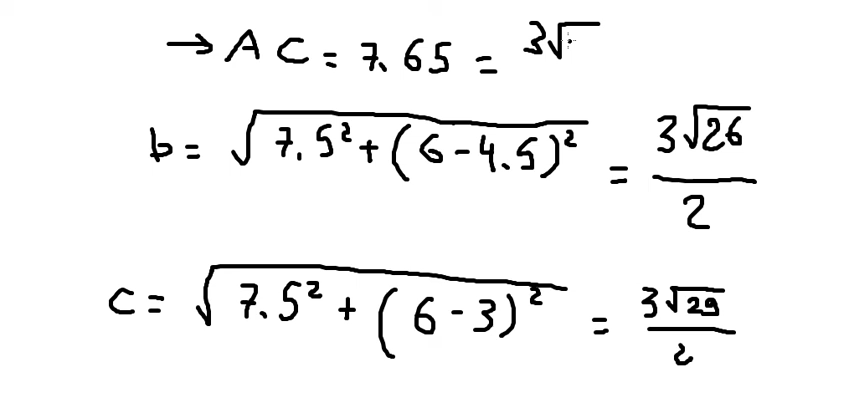 → A C = 7.65 = 3√
b = √(7.5² + (6 - 4.5)²) = 3√26 / 2
c = √(7.5² + (6 - 3)²) = 3√29 / 2